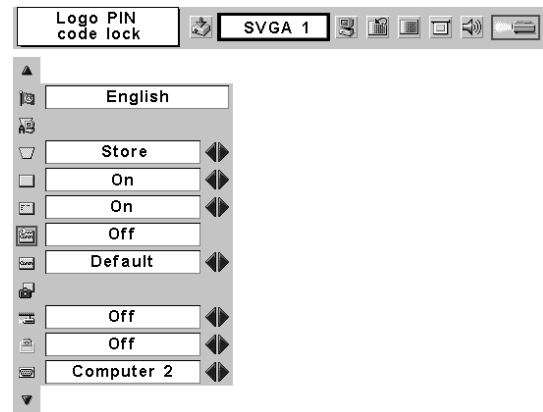 Logo PIN
code lock
SVGA 1
English
Store
On
On
Off
Default
Off
Off
Computer 2